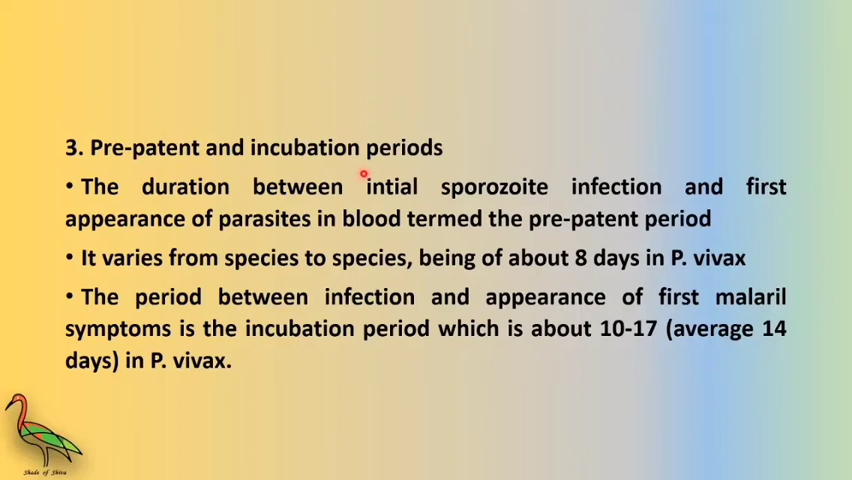 3. Pre-patent and incubation periods
• The duration between intial sporozoite infection and first
appearance of parasites in blood termed the pre-patent period
• It varies from species to species, being of about 8 days in P. vivax
• The period between infection and appearance of first malaril
symptoms is the incubation period which is about 10-17 (average 14
days) in P. vivax.
Shade of Shiva